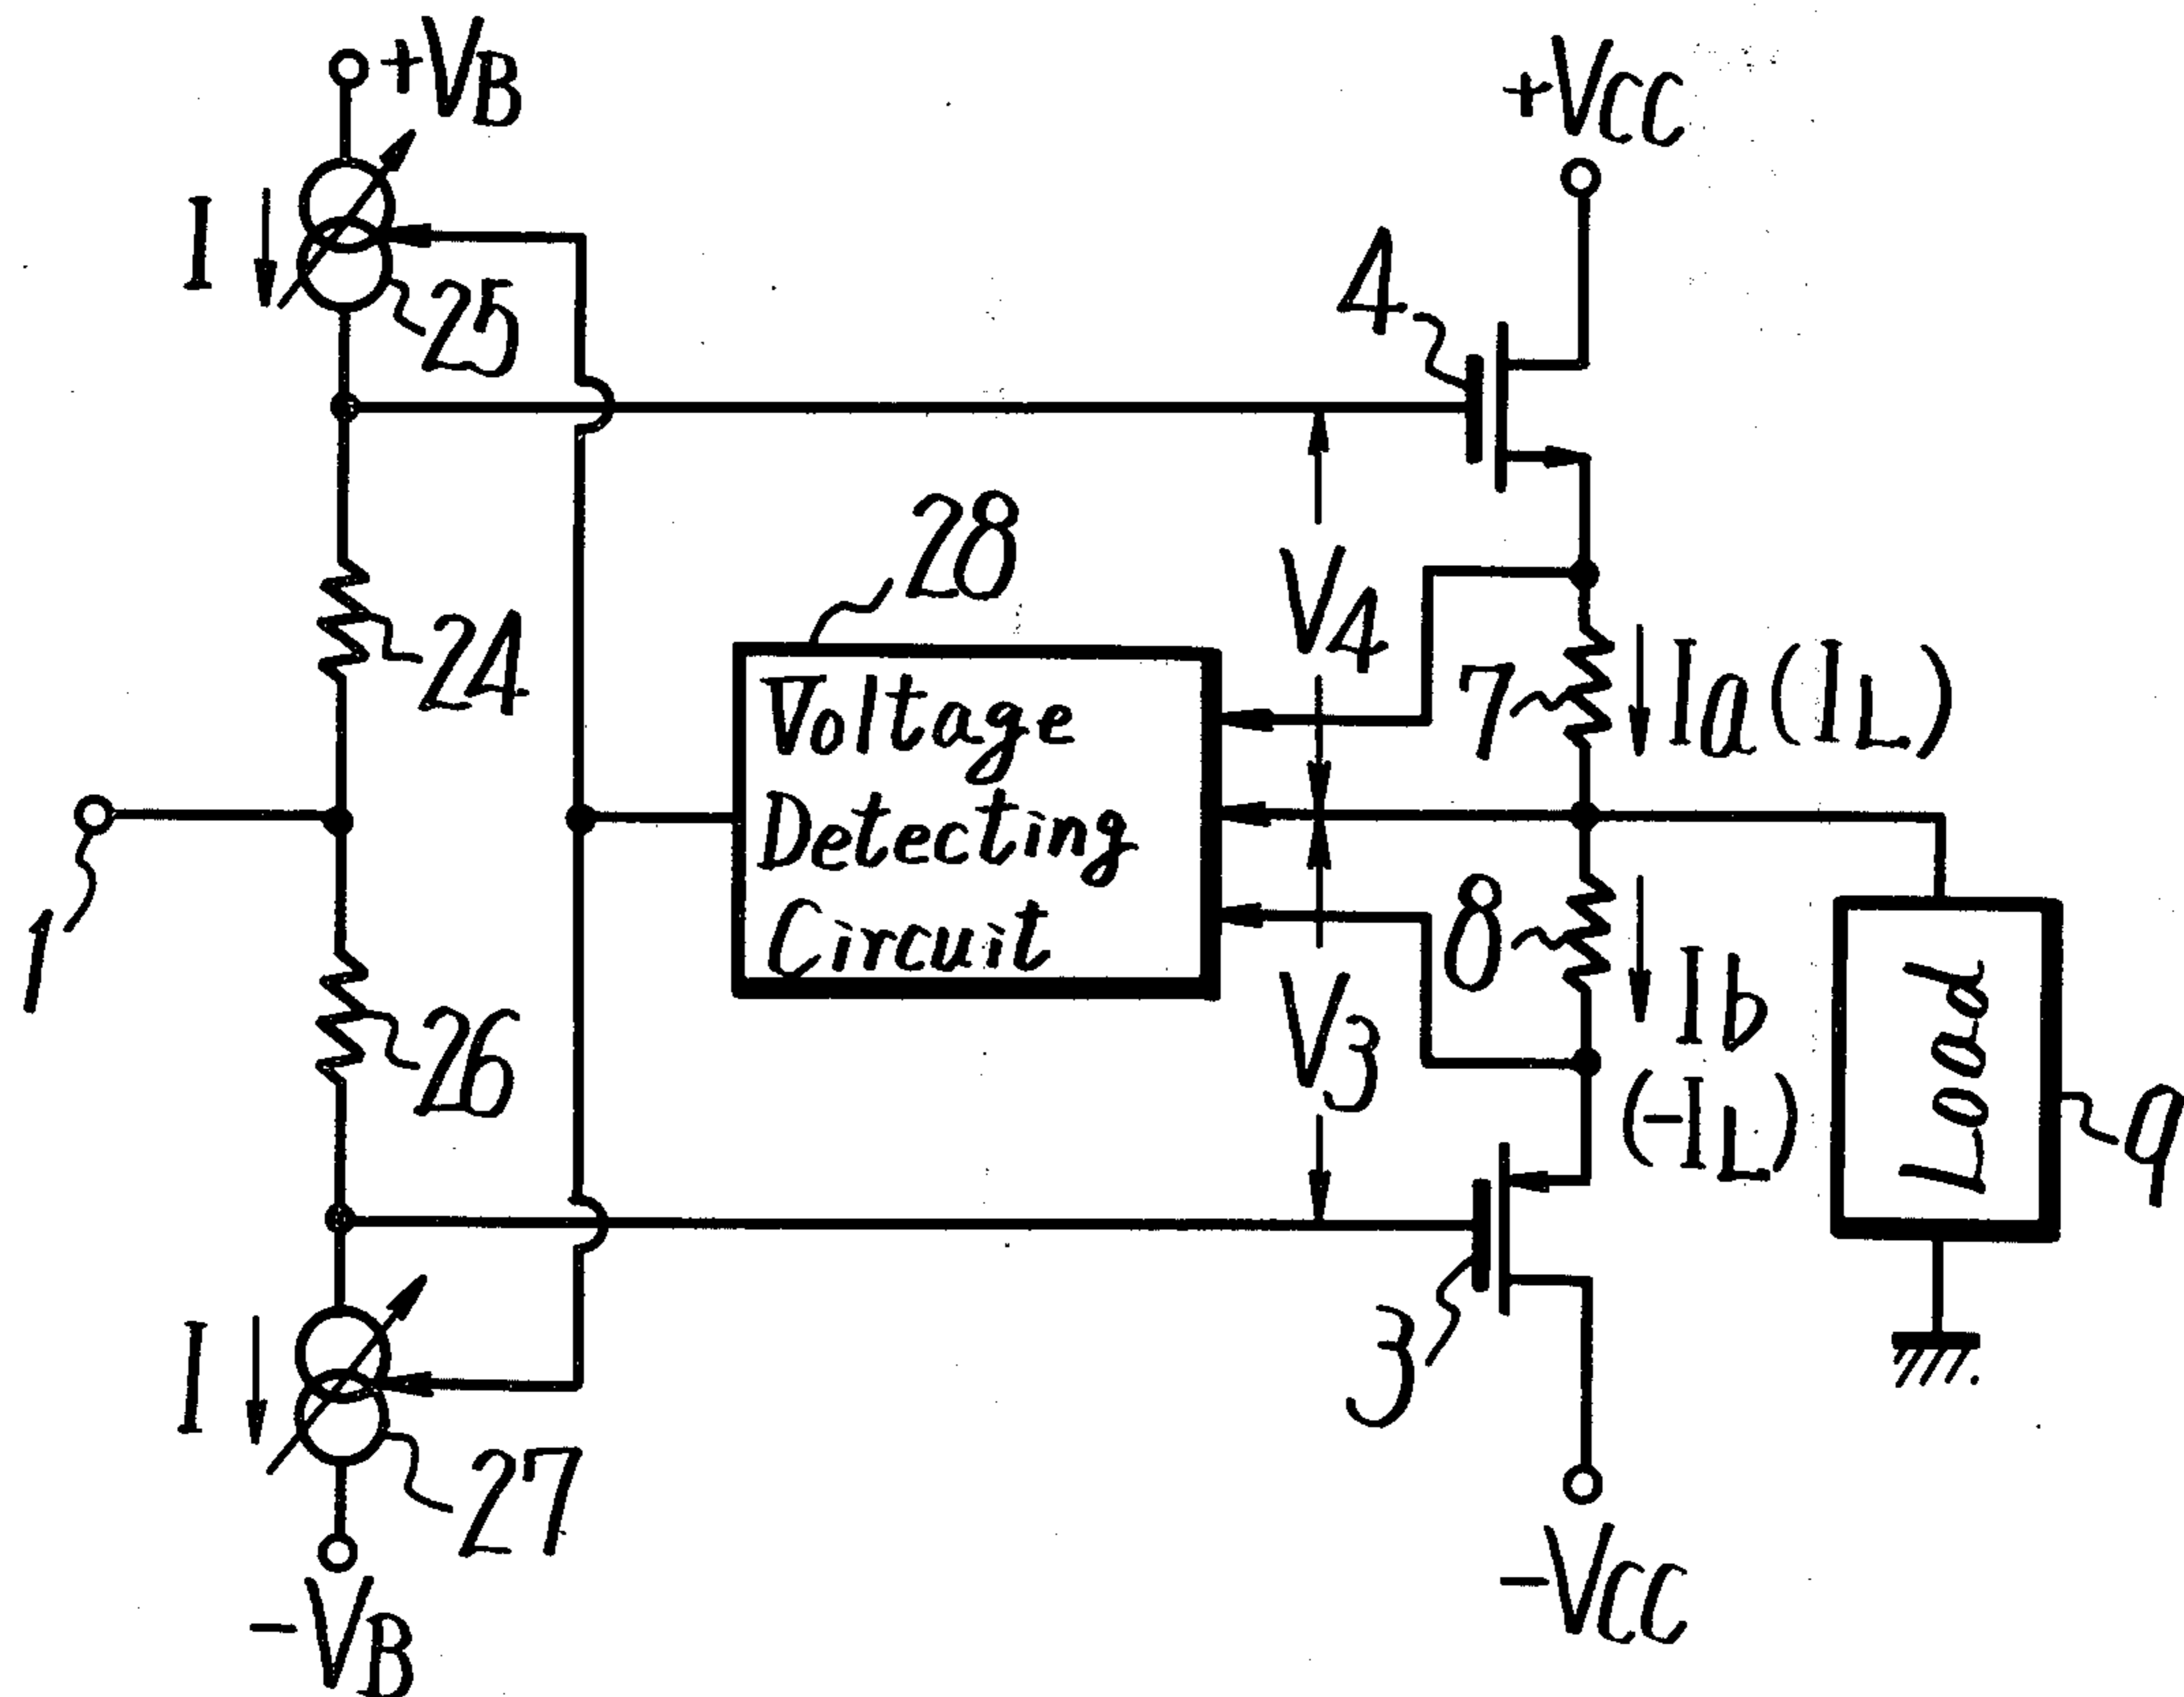 +VB
+VCC
I
25
4
28
24
V4
7
Ia(IL)
Voltage
Detecting
Circuit
1
8
Ib
(-IL)
Load
9
26
V3
I
3
27
-VB
-VCC